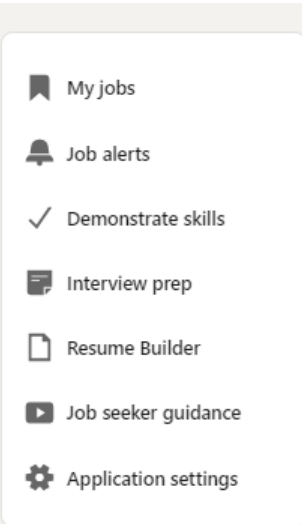 My jobs
Job alerts
Demonstrate skills
Interview prep
Resume Builder
Job seeker guidance
Application settings